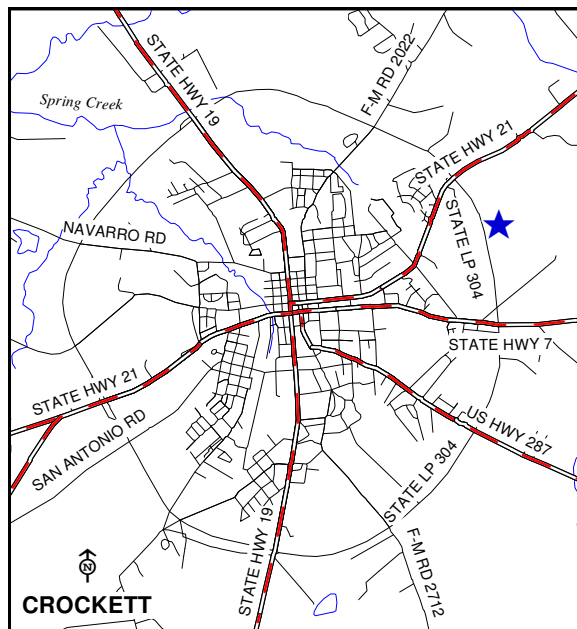 STATE HWY 19
F-M RD 2022
Spring Creek
STATE HWY 21
STATE LP 304
NAVARRO RD
STATE HWY 7
STATE HWY 21
US HWY 287
SAN ANTONIO RD
STATE LP 304
STATE HWY 19
F-M RD 2712
N
CROCKETT